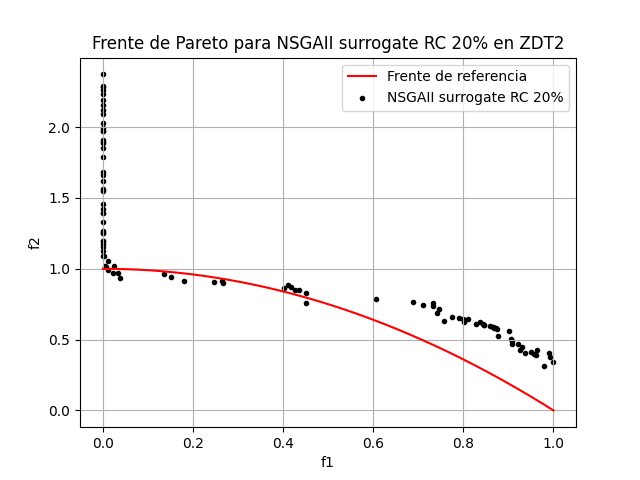 Frente de Pareto para NSGAII surrogate RC 20% en ZDT2
Frente de referencia
NSGAII surrogate RC 20%
f2
2.0
1.5
1.0
0.5
0.0
0.0 0.2 0.4 0.6 0.8 1.0
f1